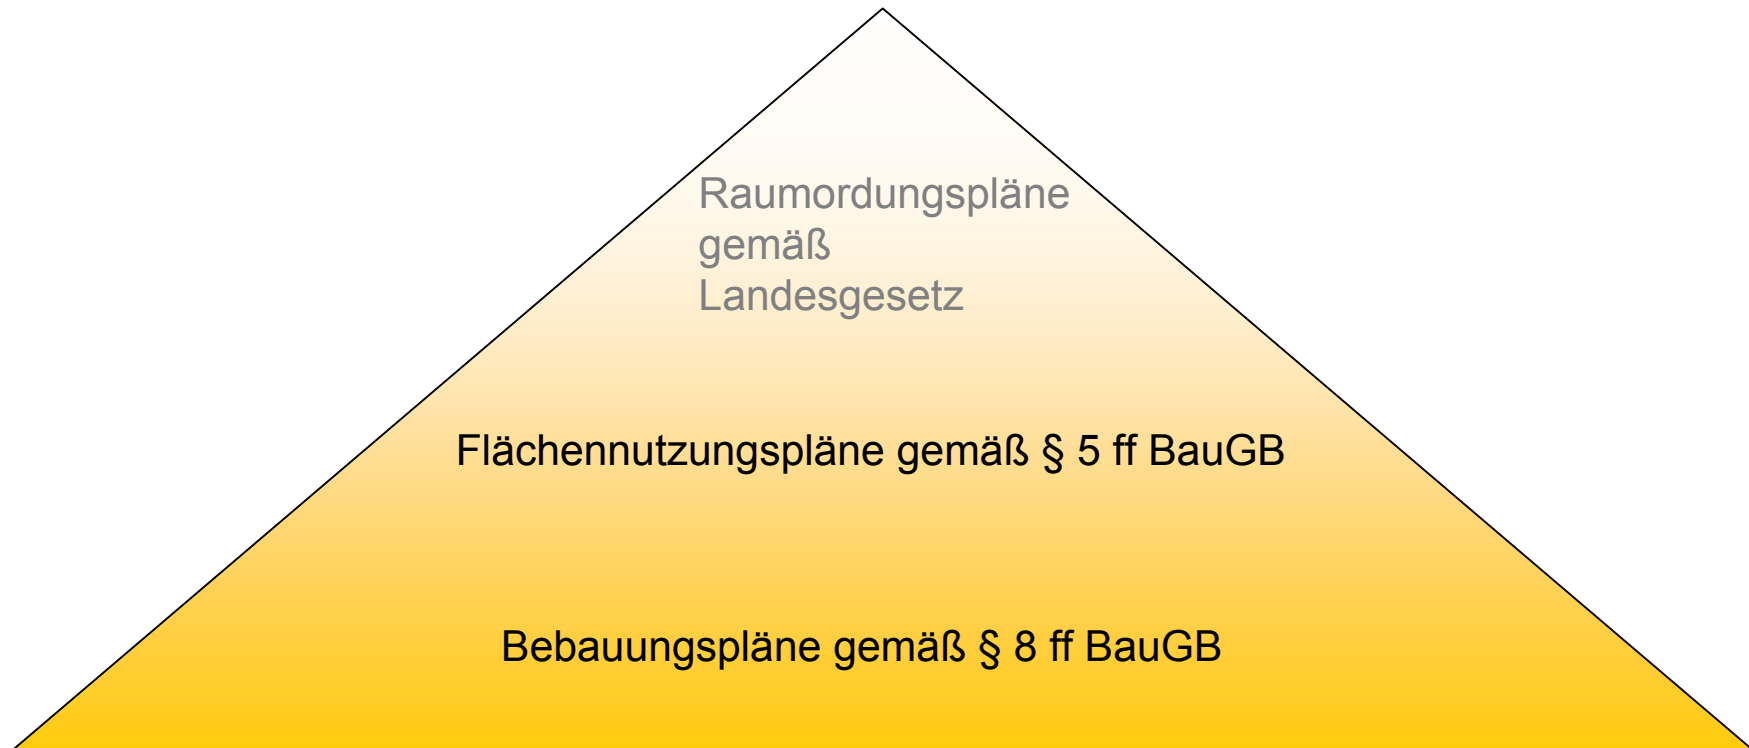 Raumordungspläne
gemäß
Landesgesetz
Flächennutzungspläne gemäß § 5 ff BauGB
Bebauungspläne gemäß § 8 ff BauGB